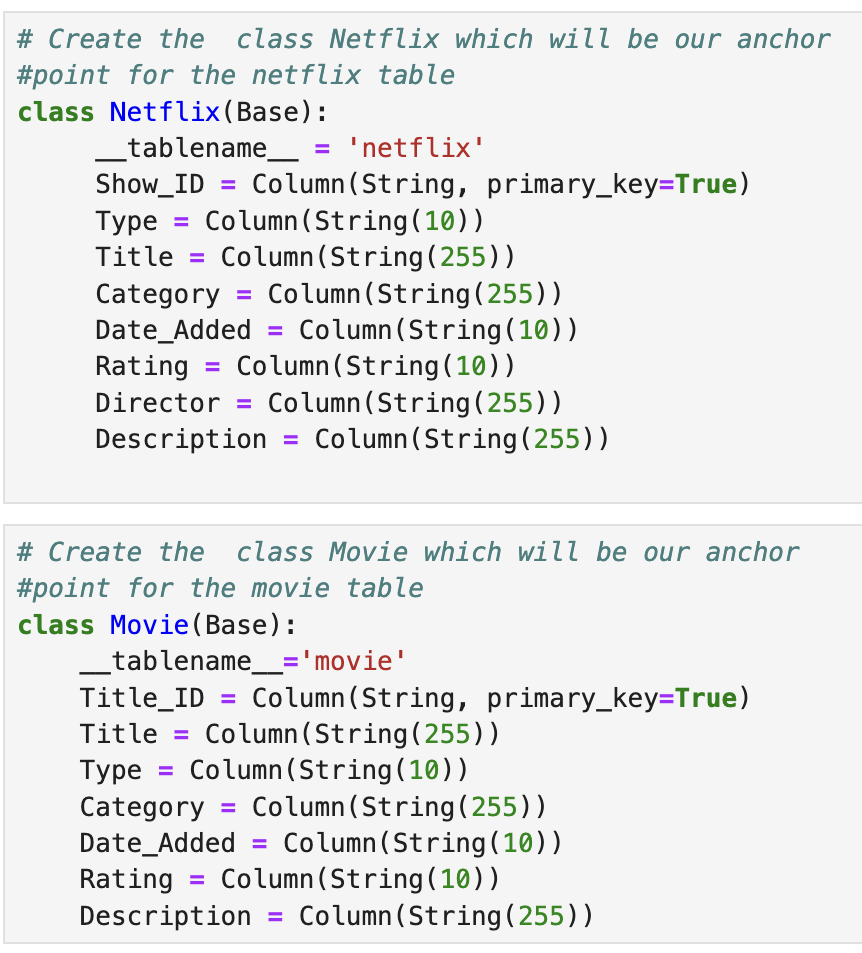 # Create the  class Netflix which will be our anchor
#point for the netflix table
class Netflix(Base):
     __tablename__ = 'netflix'
     Show_ID = Column(String, primary_key=True)
     Type = Column(String(10))
     Title = Column(String(255))
     Category = Column(String(255))
     Date_Added = Column(String(10))
     Rating = Column(String(10))
     Director = Column(String(255))
     Description = Column(String(255))
# Create the  class Movie which will be our anchor
#point for the movie table
class Movie(Base):
    __tablename__='movie'
    Title_ID = Column(String, primary_key=True)
    Title = Column(String(255))
    Type = Column(String(10))
    Category = Column(String(255))
    Date_Added = Column(String(10))
    Rating = Column(String(10))
    Description = Column(String(255))